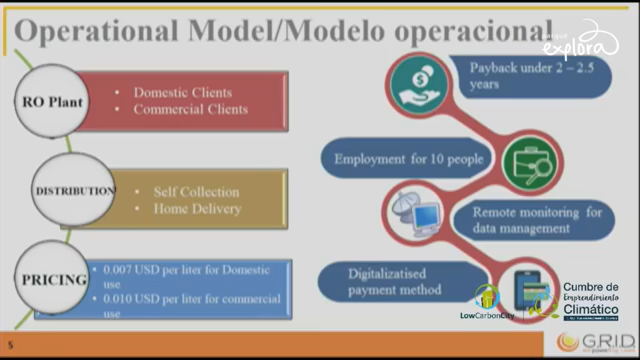 Operational Model/Modelo operacional
parque
explora
RO Plant
• Domestic Clients
• Commercial Clients
DISTRIBUTION
• Self Collection
• Home Delivery
PRICING
• 0.007 USD per liter for Domestic
use
• 0.010 USD per liter for commercial
use
Payback under 2 – 2.5
years
Employment for 10 people
Remote monitoring for
data management
Digitalizatised
payment method
LowCarbonCity
Cumbre de
Emprendimiento
Climático
5
GRID